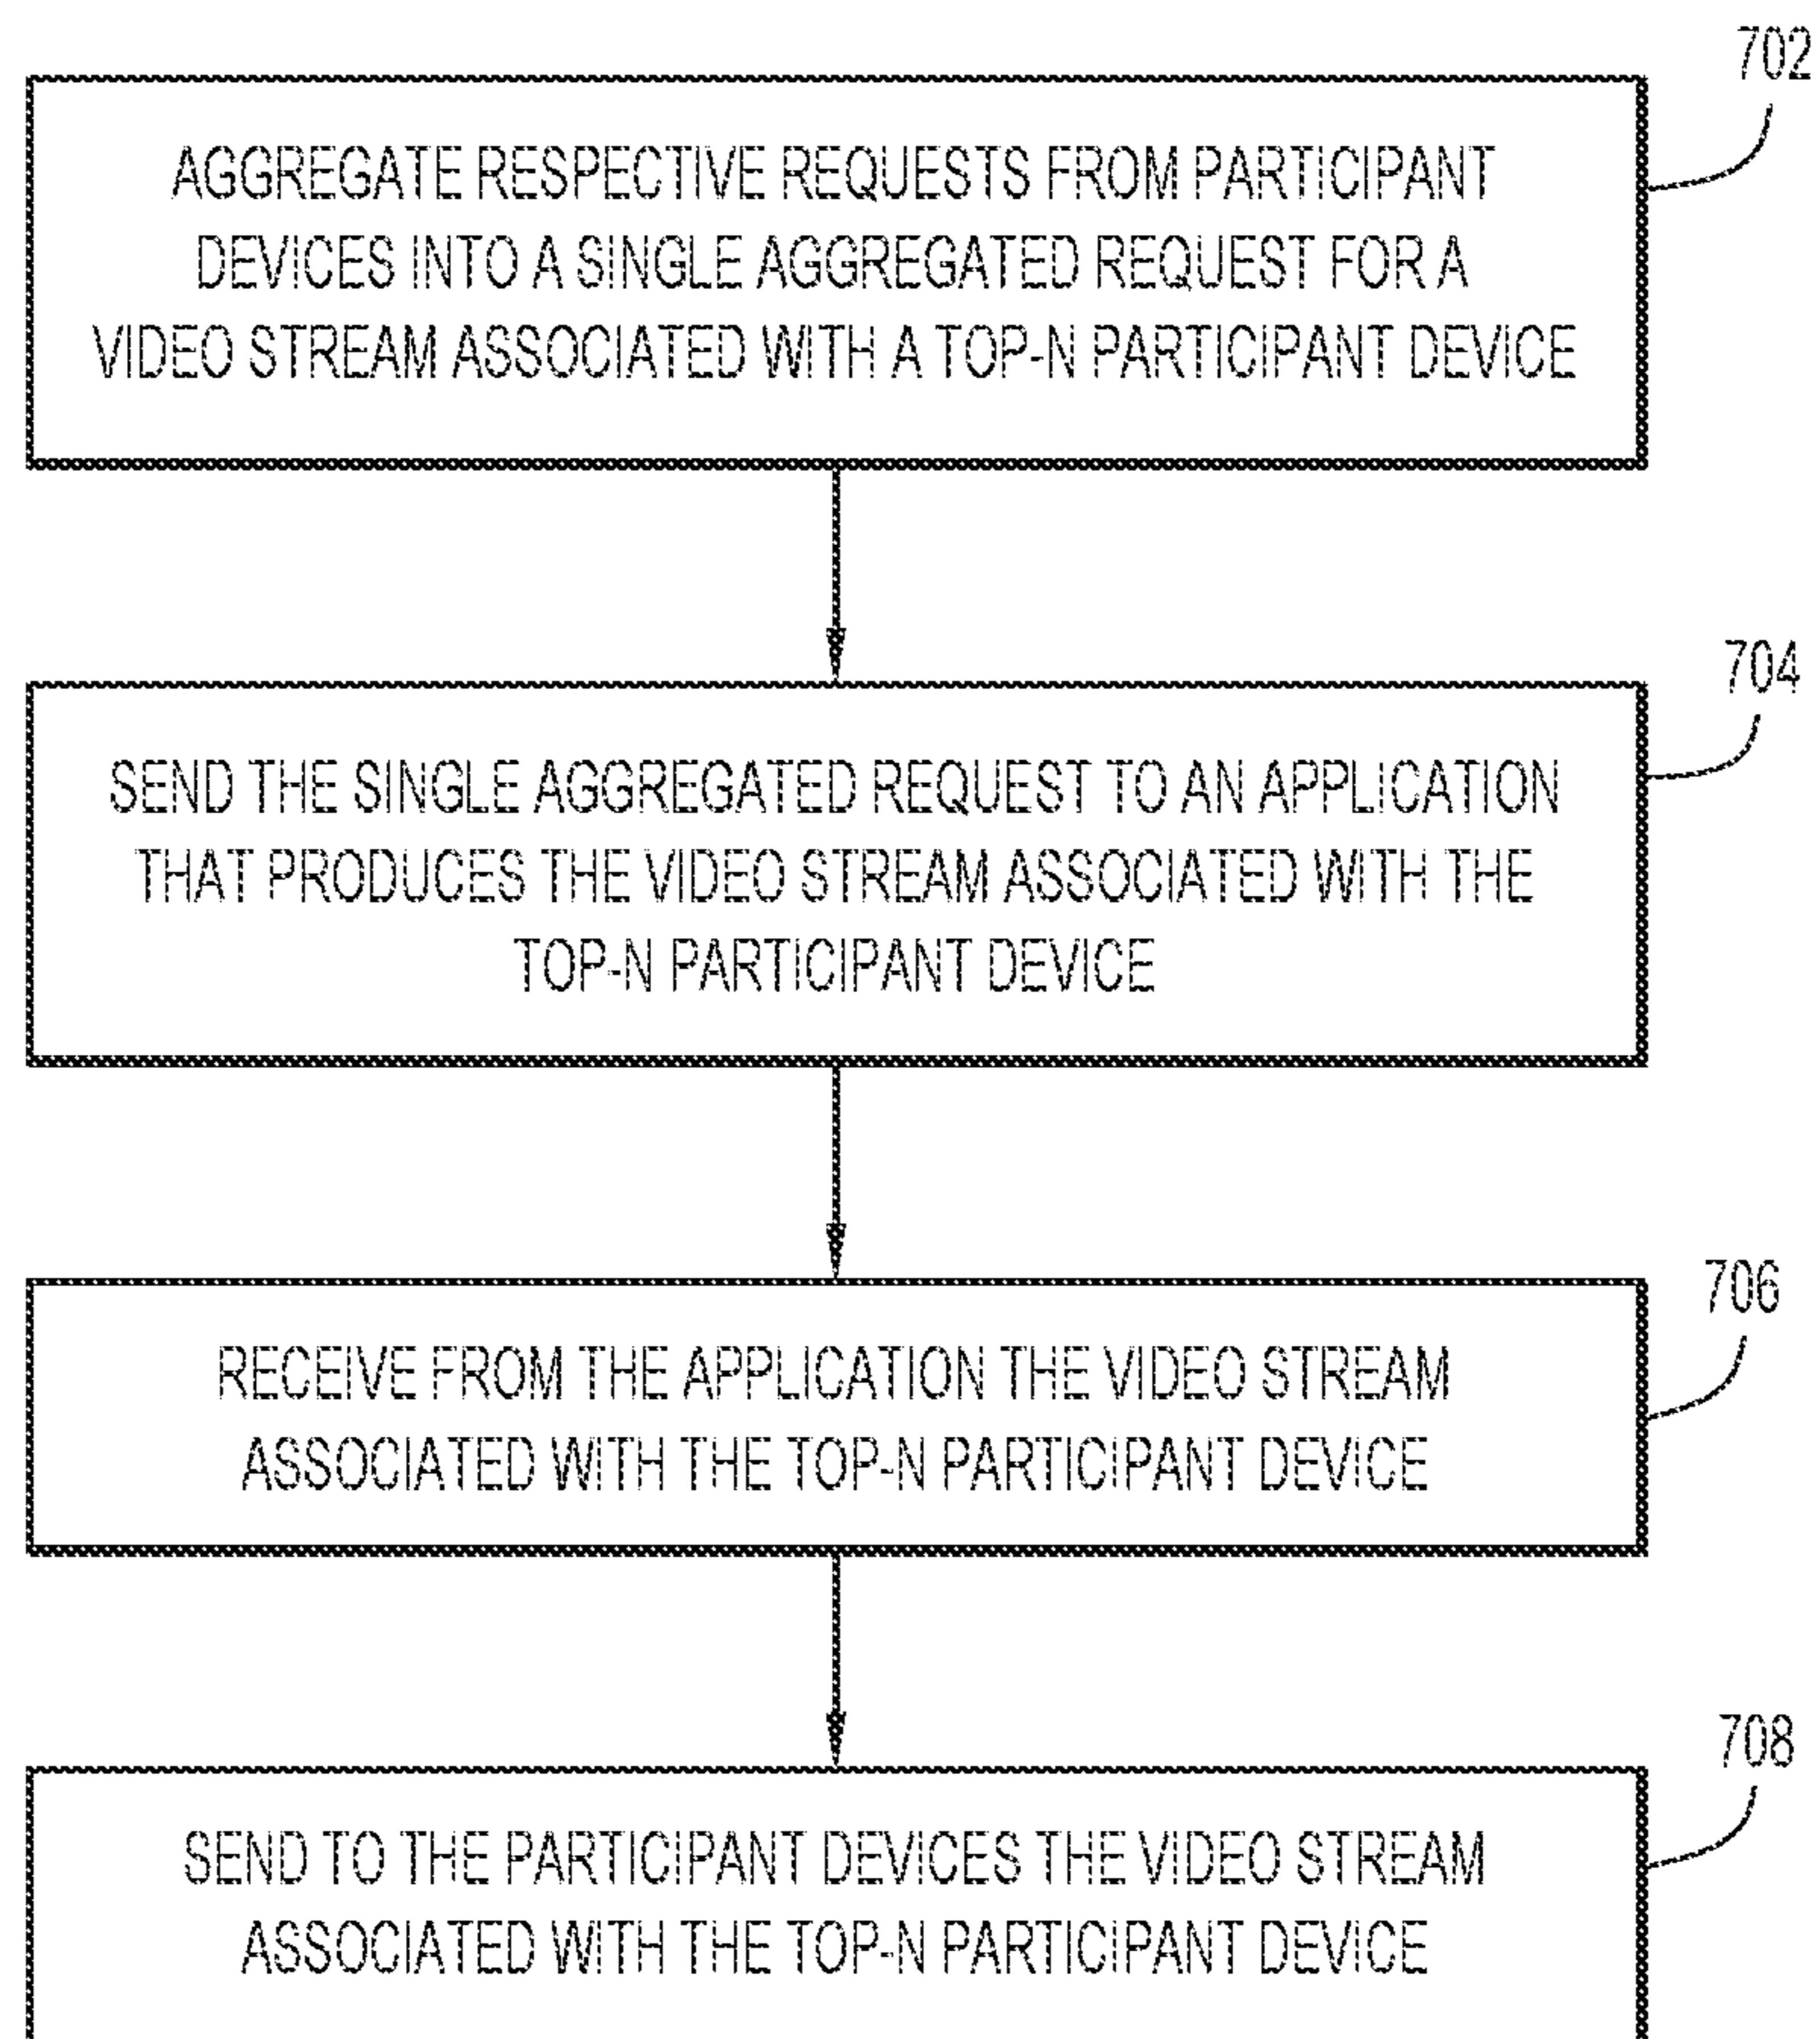 702
AGGREGATE RESPECTIVE REQUESTS FROM PARTICIPANT
DEVICES INTO A SINGLE AGGREGATED REQUEST FOR A
VIDEO STREAM ASSOCIATED WITH A TOP-N PARTICIPANT DEVICE
704
SEND THE SINGLE AGGREGATED REQUEST TO AN APPLICATION
THAT PRODUCES THE VIDEO STREAM ASSOCIATED WITH THE
TOP-N PARTICIPANT DEVICE
706
RECEIVE FROM THE APPLICATION THE VIDEO STREAM
ASSOCIATED WITH THE TOP-N PARTICIPANT DEVICE
708
SEND TO THE PARTICIPANT DEVICES THE VIDEO STREAM
ASSOCIATED WITH THE TOP-N PARTICIPANT DEVICE